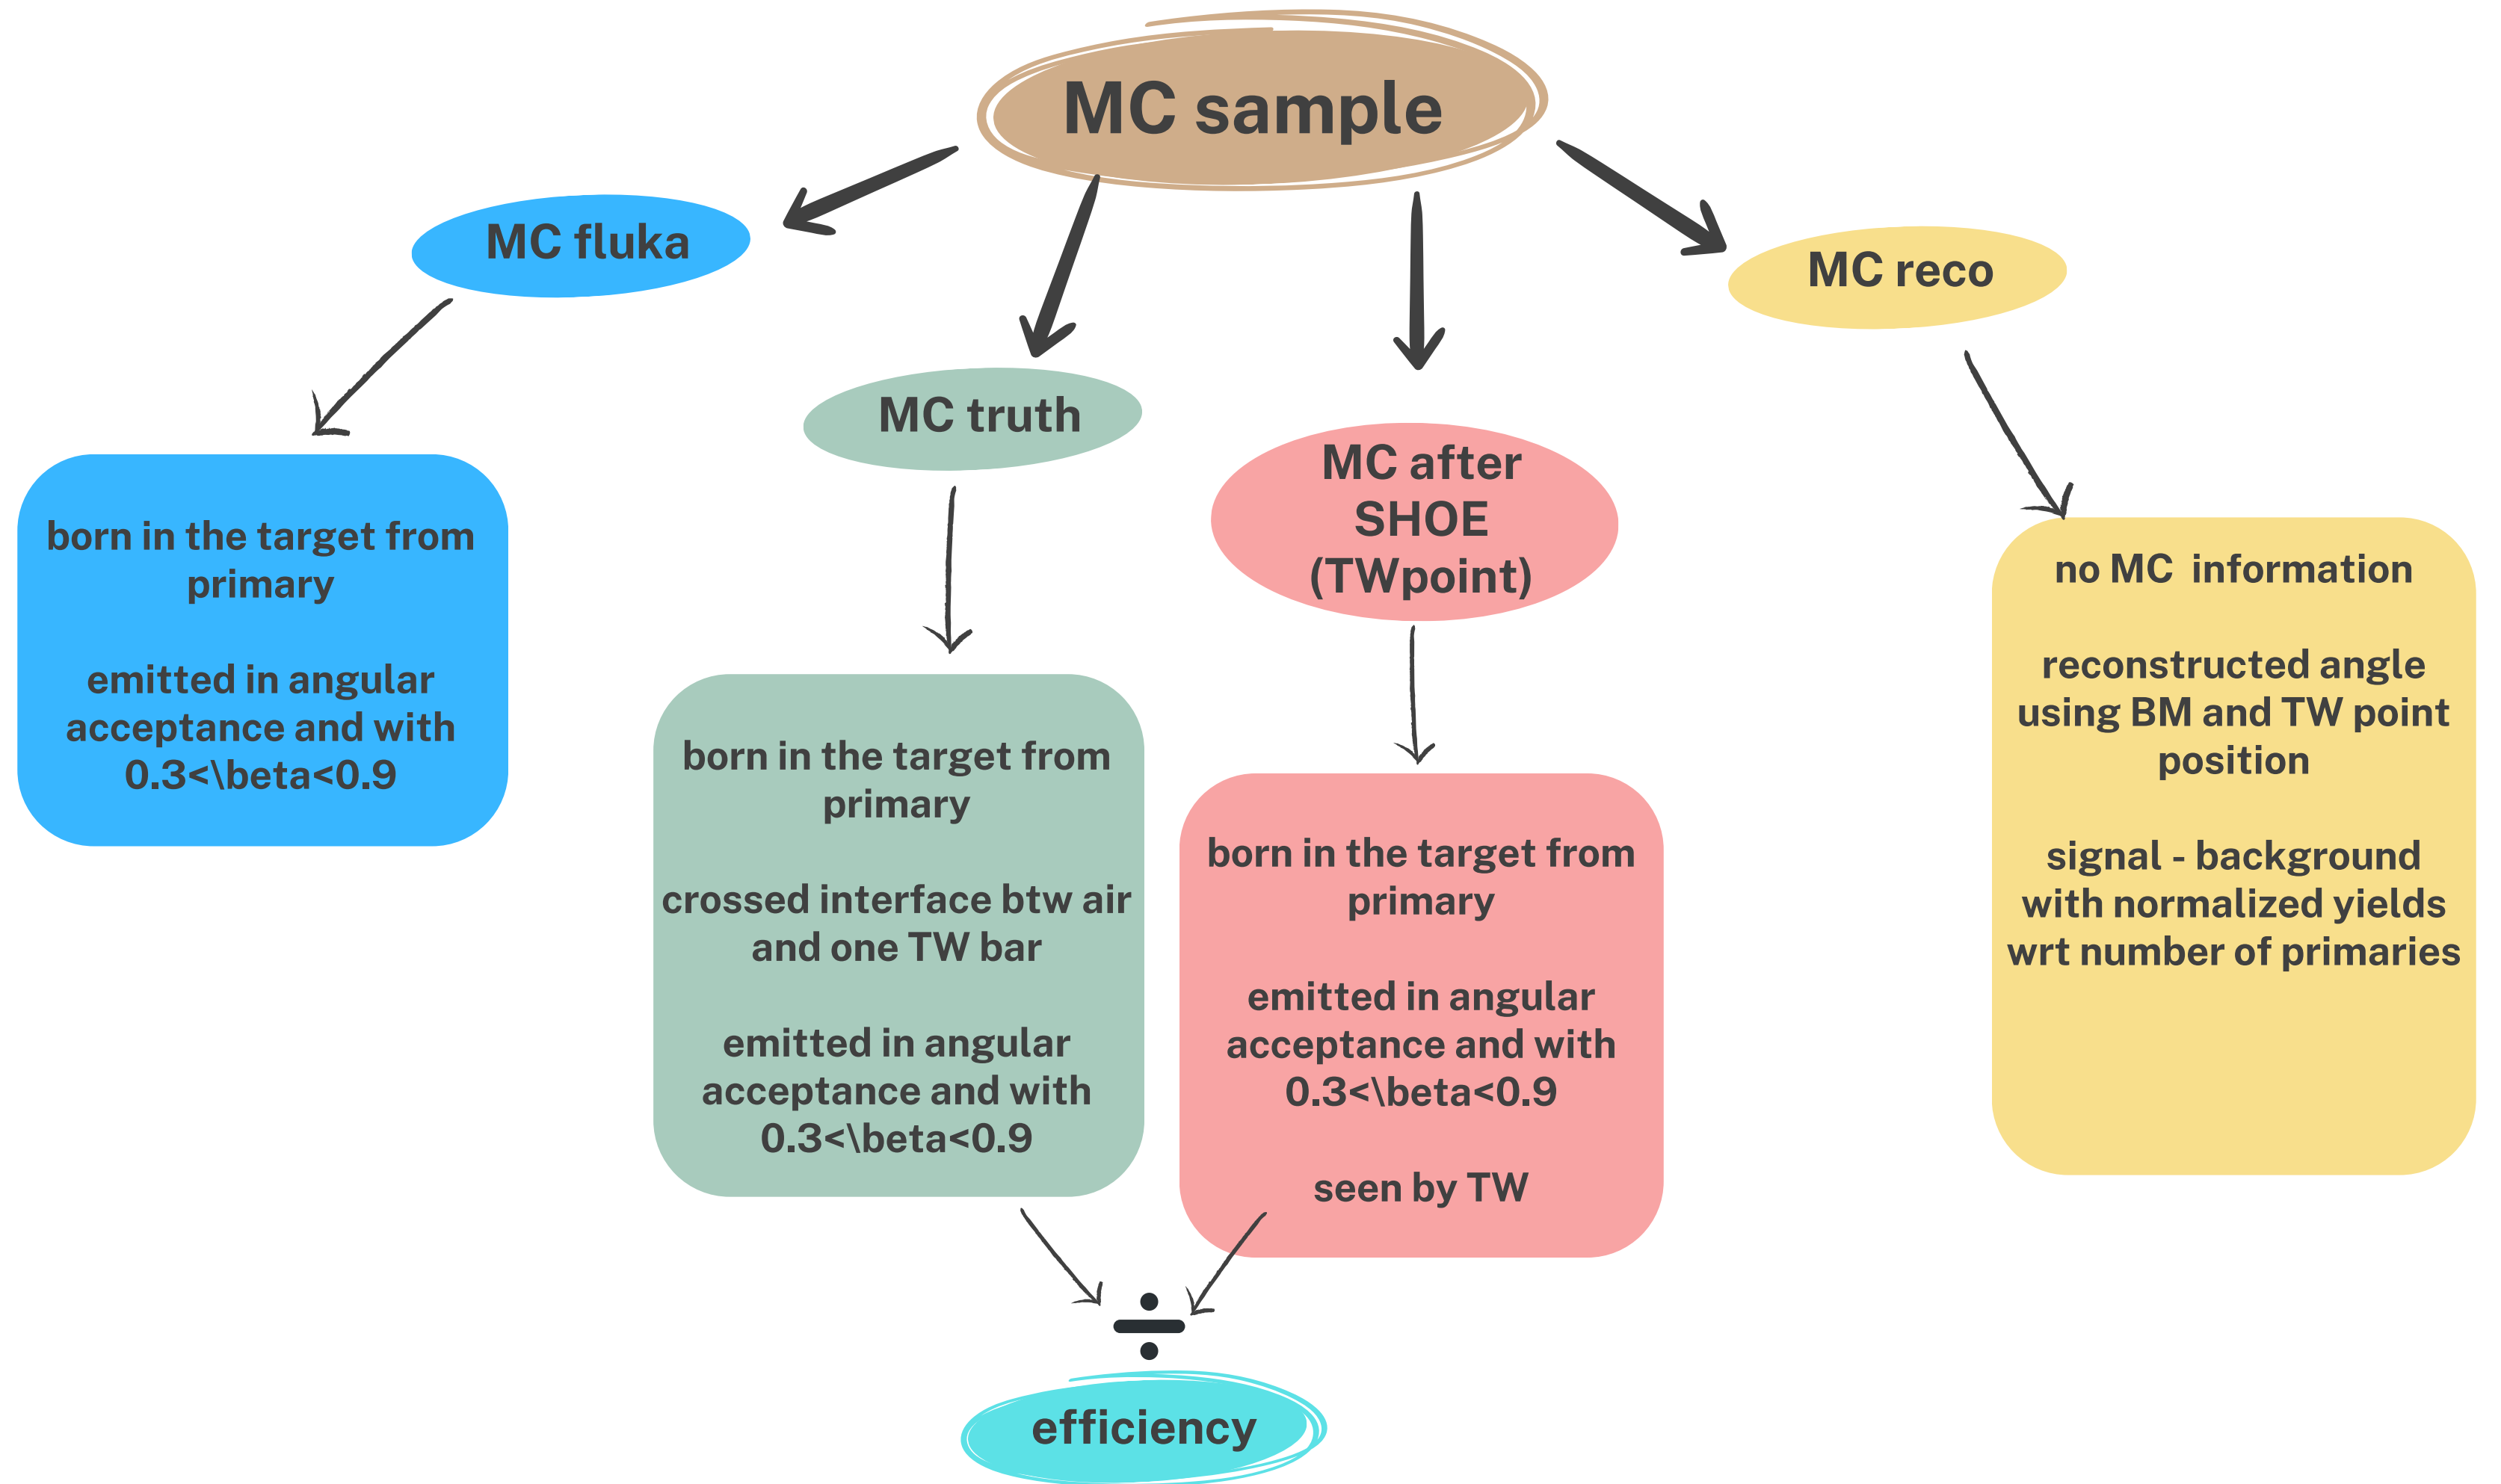 MC sample
MC fluka
born in the target from
primary
emitted in angular
acceptance and with
0.3<\beta<0.9
MC truth
born in the target from
primary
crossed interface btw air
and one TW bar
emitted in angular
acceptance and with
0.3<\beta<0.9
MC after
SHOE
(TWpoint)
born in the target from
primary
emitted in angular
acceptance and with
0.3<\beta<0.9
seen by TW
MC reco
no MC  information
reconstructed angle
using BM and TW point
position
signal - background
with normalized yields
wrt number of primaries
÷
efficiency